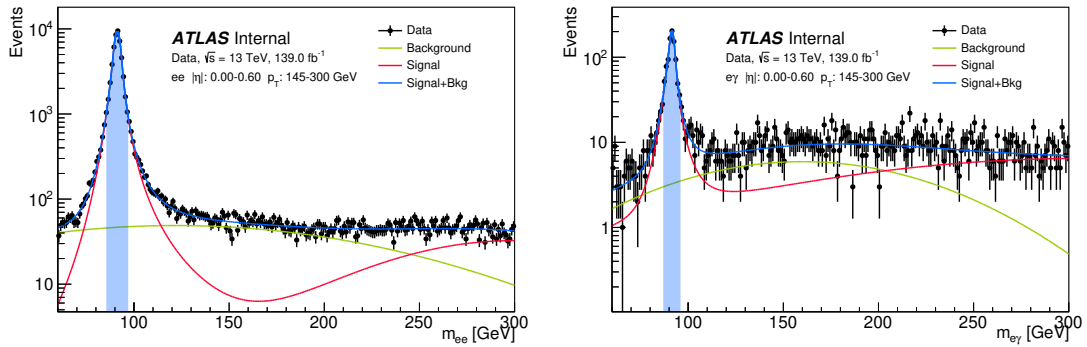 Events
10⁴
10³
10²
10
100 150 200 250 300
m_ee [GeV]
ATLAS Internal
Data, √s = 13 TeV, 139.0 fb⁻¹
ee |η|: 0.00-0.60 p_T: 145-300 GeV
Data
Background
Signal
Signal+Bkg
Events
10²
10
1
100 150 200 250 300
m_eγ [GeV]
ATLAS Internal
Data, √s = 13 TeV, 139.0 fb⁻¹
eγ |η|: 0.00-0.60 p_T: 145-300 GeV
Data
Background
Signal
Signal+Bkg